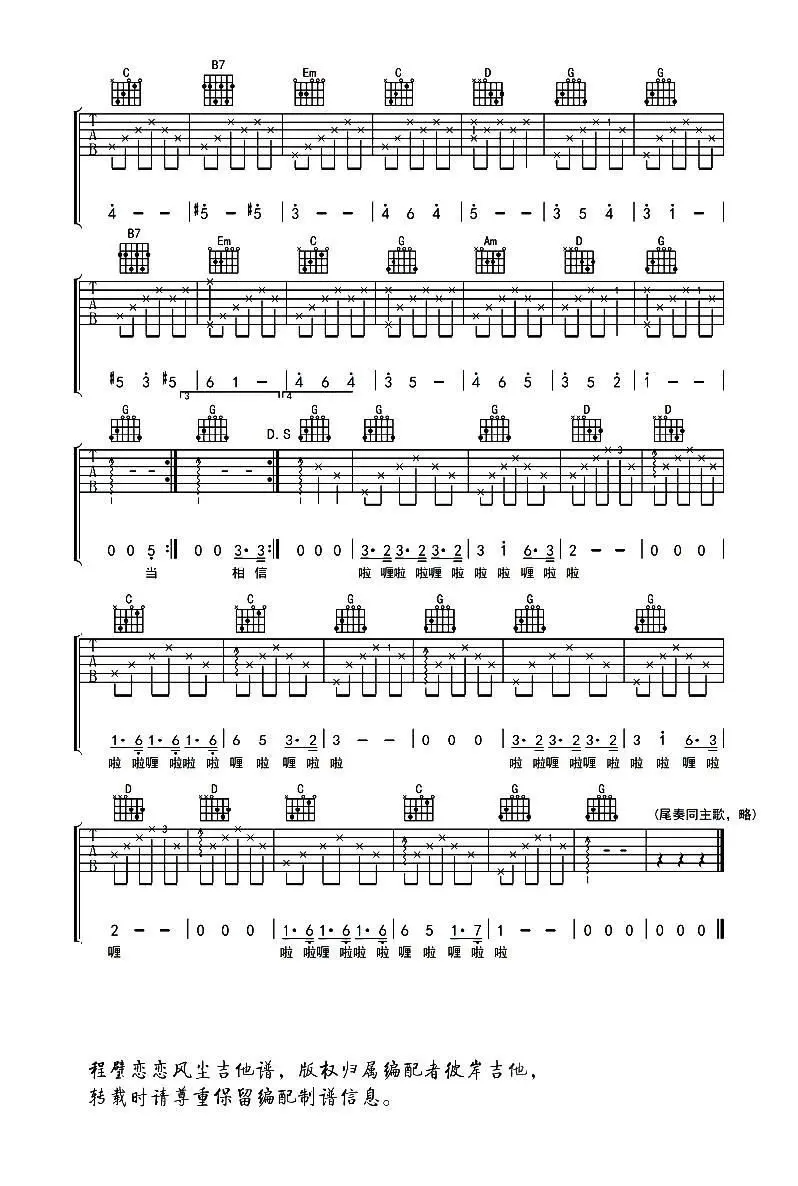 C B7 Em C D G G
T A B
4 - - | #5 - #5 | 3 - - | 4 6 4 | 5 - - | 3 5 4 | 3 1 - |
B7 Em C G Am D G
T A B
#5 3 #5 | 6 1 - | 4 6 4 | 3 5 - | 4 6 5 | 3 5 2 | 1 - - |
3 4
G G D.S G G G D D
T A B
0 0 5 :| 0 0 3·3 :| 0 0 0 | 3·2 3·2 3·2 | 3 1 6·3 | 2 - - | 0 0 0 |
当 相信 啦喱啦啦喱啦啦啦喱啦啦
C C G G G G
T A B
1·6 1·6 1·6 | 6 5 3·2 | 3 - - | 0 0 0 | 3·2 3·2 3·2 | 3 1 6·3 |
啦啦喱啦啦啦喱啦喱啦啦 啦啦喱啦啦啦喱啦喱啦
D D C C G G (尾奏同主歌，略)
T A B
2 - - | 0 0 0 | 1·6 1·6 1·6 | 6 5 1·7 | 1 - - | 0 0 0 | 0 0 0 ||
喱 啦啦喱啦啦啦喱啦喱啦啦
程璧恋恋风尘吉他谱，版权归属编配者彼岸吉他，
转载时请尊重保留编配制谱信息。